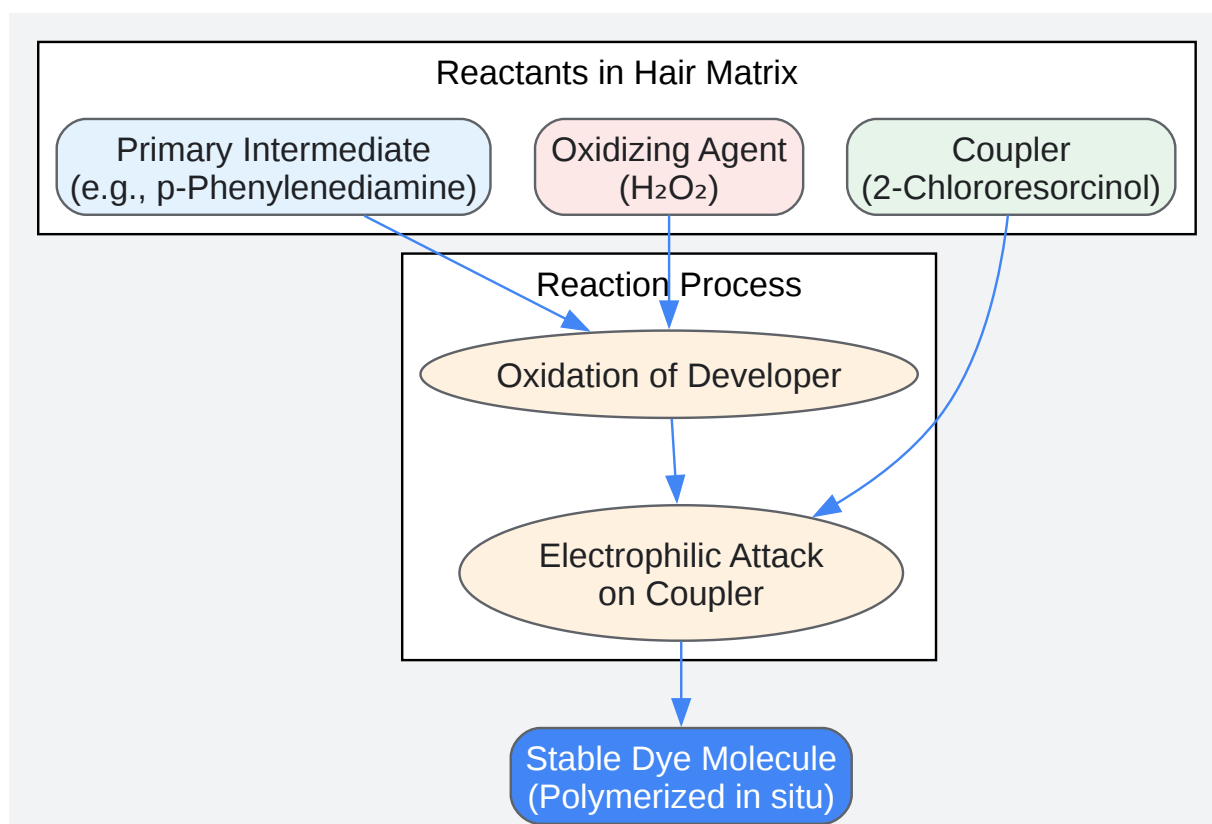 Reactants in Hair Matrix
Primary Intermediate
(e.g., p-Phenylenediamine)
Oxidizing Agent
(H₂O₂)
Coupler
(2-Chlororesorcinol)
Reaction Process
Oxidation of Developer
Electrophilic Attack
on Coupler
Stable Dye Molecule
(Polymerized in situ)